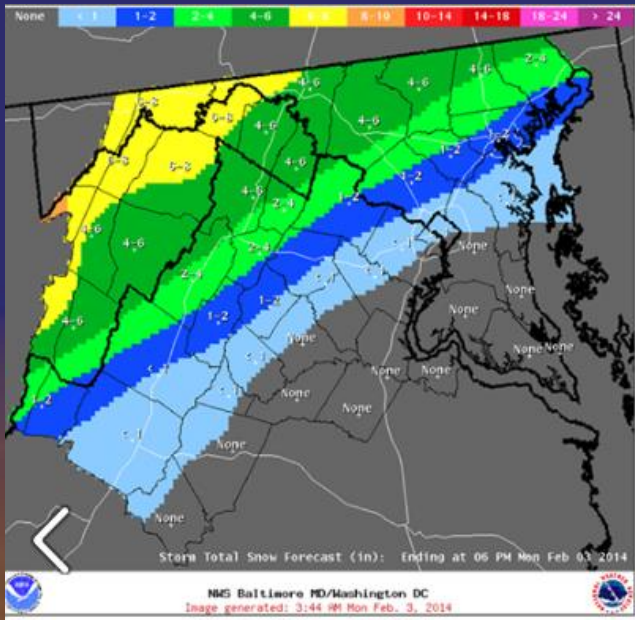 None < 1 1-2 2-4 4-6 6-8 8-10 10-14 14-18 18-24 > 24
6-8 4-6 4-6 4-6 2-4
6-8 4-6 4-6
6-8 6-8 4-6 1-2 1-2
4-6 2-4 1-2 1-2
4-6 4-6 2-4 < 1 None
2-4 < 1 < 1 None
4-6 1-2 1-2 None None
< 1 < 1 None None None None
1-2 < 1 None None
< 1 None
None
Storm Total Snow Forecast (in): Ending at 06 PM Mon Feb 03 2014
NWS Baltimore MD/Washington DC
Image generated: 3:44 AM Mon Feb. 3, 2014